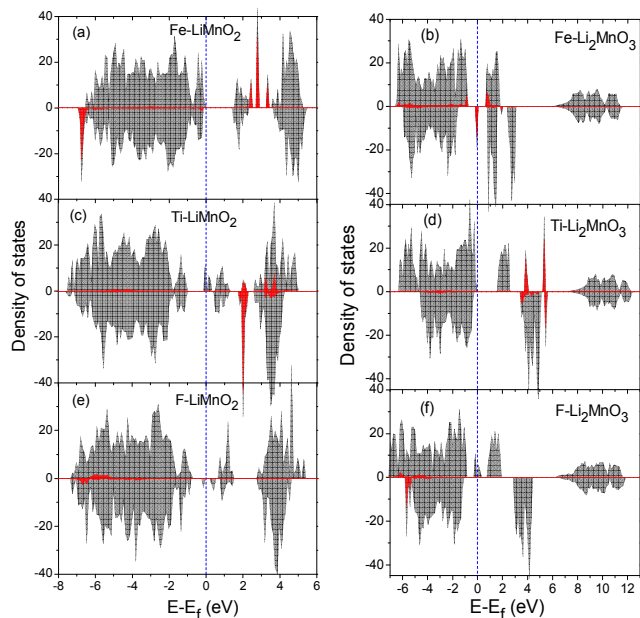 (a) Fe-LiMnO2
(b) Fe-Li2MnO3
40
20
0
-20
40
20
0
-20
-40
(c) Ti-LiMnO2
(d) Ti-Li2MnO3
20
0
-20
-40
40
20
0
-20
-40
(e) F-LiMnO2
(f) F-Li2MnO3
20
0
-20
-40
20
0
-20
-40
Density of states
Density of states
-8 -6 -4 -2 0 2 4 6
-6 -4 -2 0 2 4 6 8 10 12
E-Ef (eV)
E-Ef (eV)